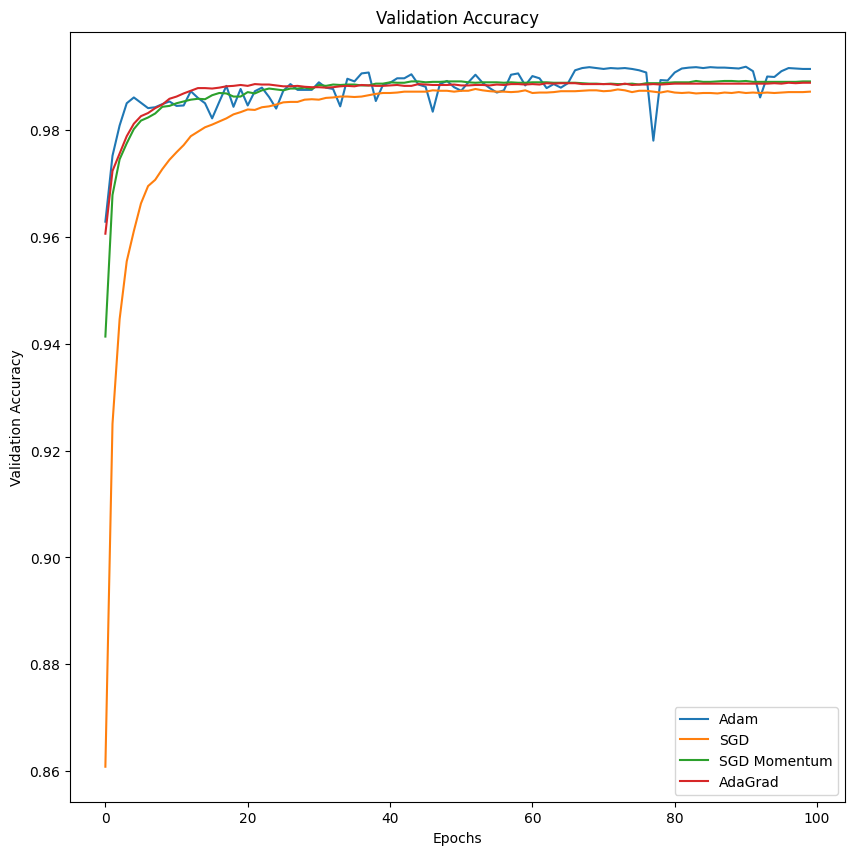 Validation Accuracy
Validation Accuracy
0.98
0.96
0.94
0.92
0.90
0.88
0.86
0
20
40
60
80
100
Epochs
Adam
SGD
SGD Momentum
AdaGrad